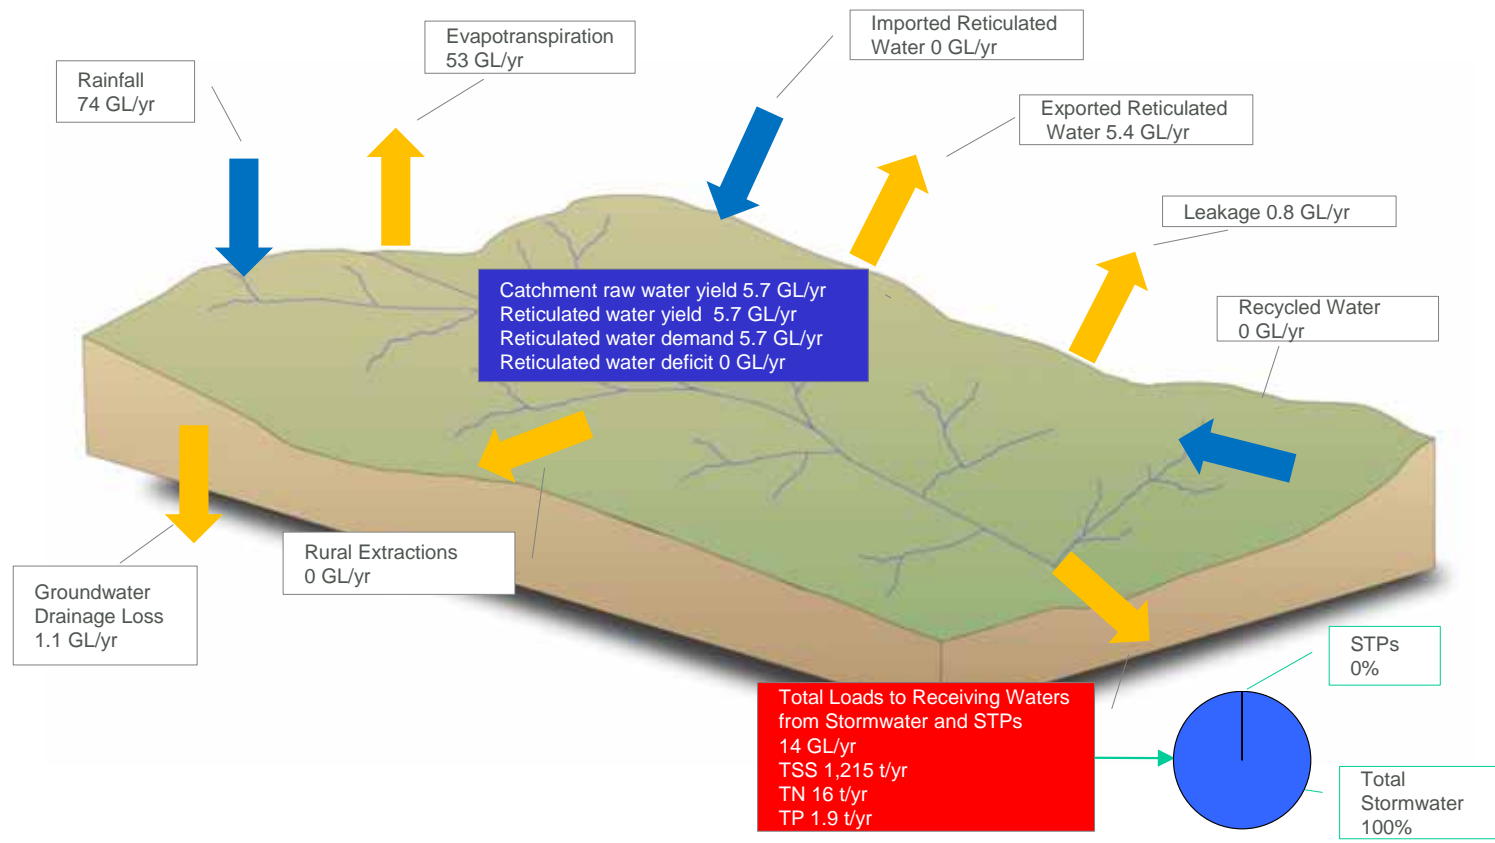 Imported Reticulated
Water 0 GL/yr
Evapotranspiration
53 GL/yr
Rainfall
74 GL/yr
Exported Reticulated
Water 5.4 GL/yr
Leakage 0.8 GL/yr
Catchment raw water yield 5.7 GL/yr
Reticulated water yield 5.7 GL/yr
Reticulated water demand 5.7 GL/yr
Reticulated water deficit 0 GL/yr
Recycled Water
0 GL/yr
Rural Extractions
0 GL/yr
Groundwater
Drainage Loss
1.1 GL/yr
STPs
0%
Total Loads to Receiving Waters
from Stormwater and STPs
14 GL/yr
TSS 1,215 t/yr
TN 16 t/yr
TP 1.9 t/yr
Total
Stormwater
100%